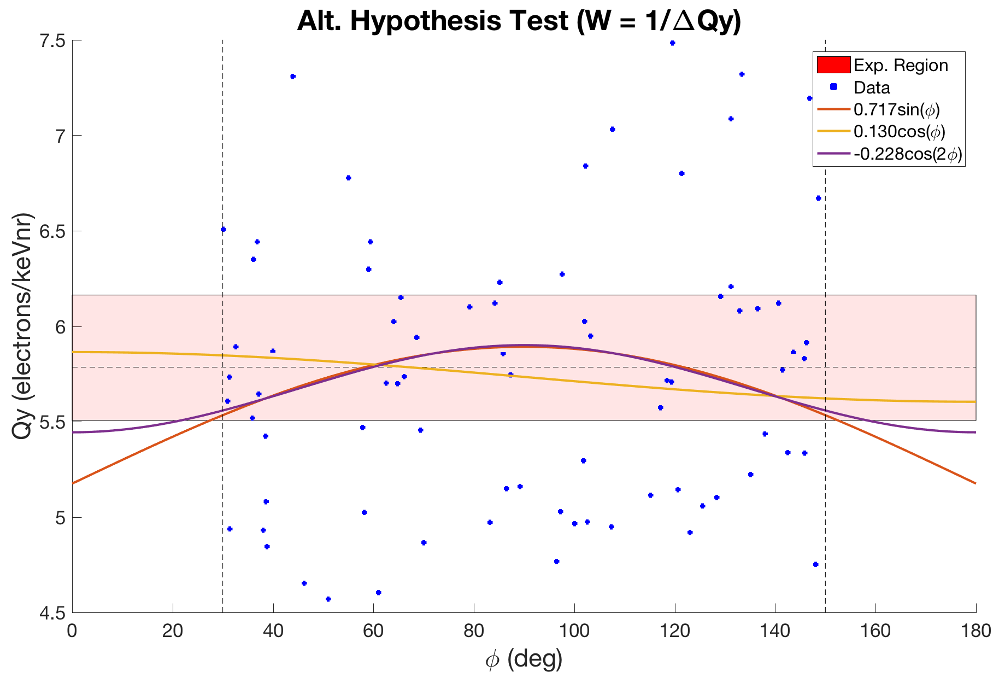 Alt. Hypothesis Test (W = 1/ΔQy)
7.5
7
6.5
6
5.5
5
4.5
Qy (electrons/keVnr)
Exp. Region
Data
0.717sin(ϕ)
0.130cos(ϕ)
-0.228cos(2ϕ)
0 20 40 60 80 100 120 140 160 180
ϕ (deg)